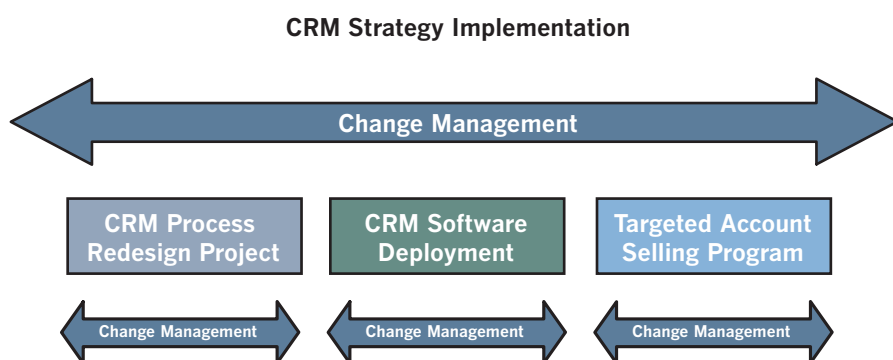 CRM Strategy Implementation
Change Management
CRM Process
Redesign Project
CRM Software
Deployment
Targeted Account
Selling Program
Change Management
Change Management
Change Management